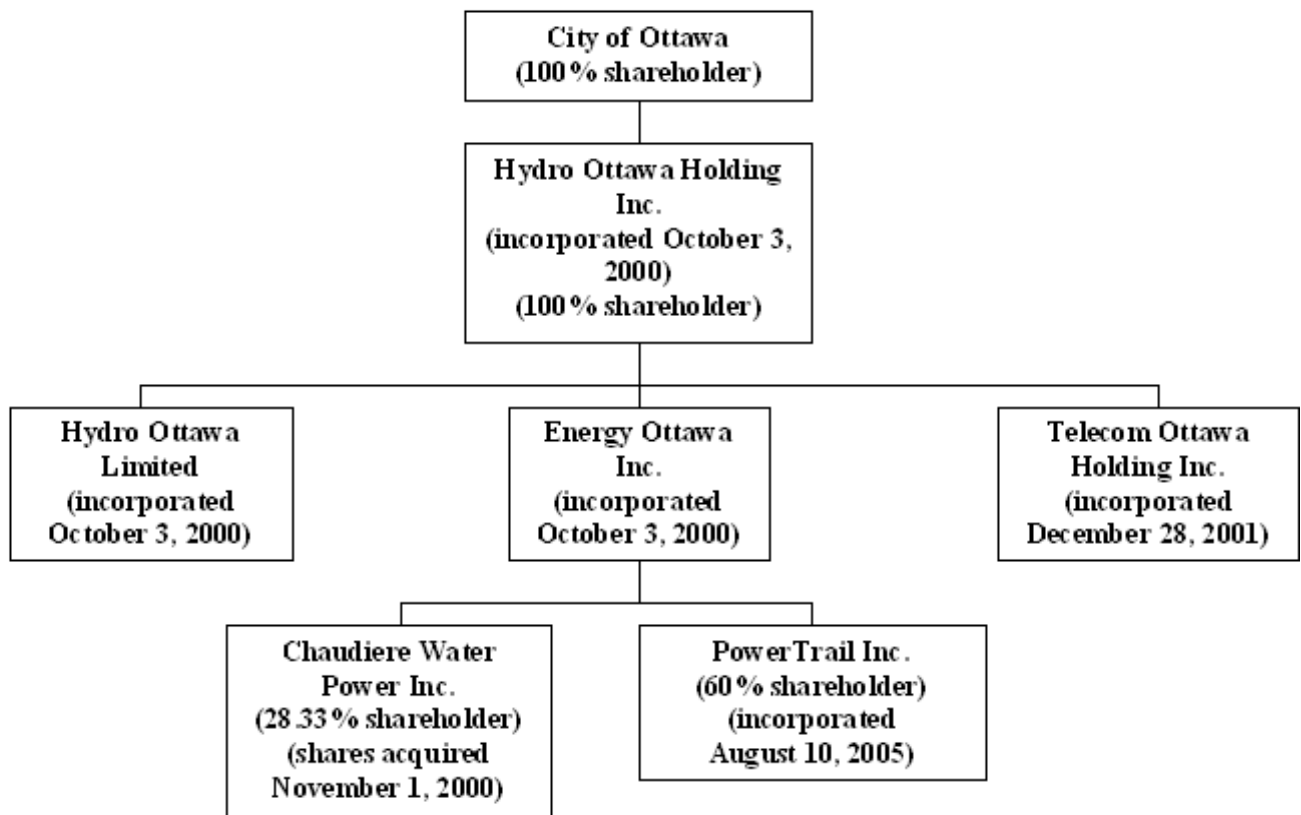 City of Ottawa
(100% shareholder)
Hydro Ottawa Holding
Inc.
(incorporated October 3,
2000)
(100% shareholder)
Hydro Ottawa
Limited
(incorporated
October 3, 2000)
Energy Ottawa
Inc.
(incorporated
October 3, 2000)
Telecom Ottawa
Holding Inc.
(incorporated
December 28, 2001)
Chaudiere Water
Power Inc.
(28.33% shareholder)
(shares acquired
November 1, 2000)
PowerTrail Inc.
(60% shareholder)
(incorporated
August 10, 2005)